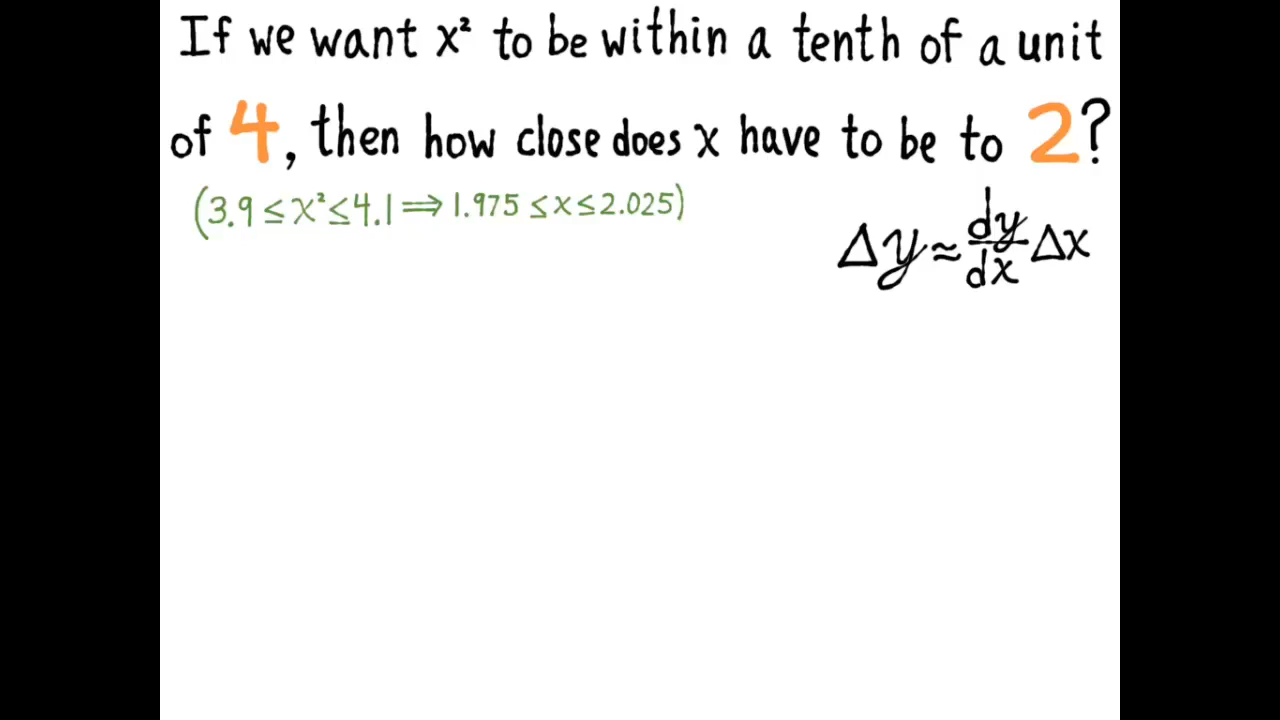 If we want x² to be within a tenth of a unit
of 4, then how close does x have to be to 2?
(3.9 ≤ x² ≤ 4.1 ⟹ 1.975 ≤ x ≤ 2.025)
Δy ≈ dy/dx Δx